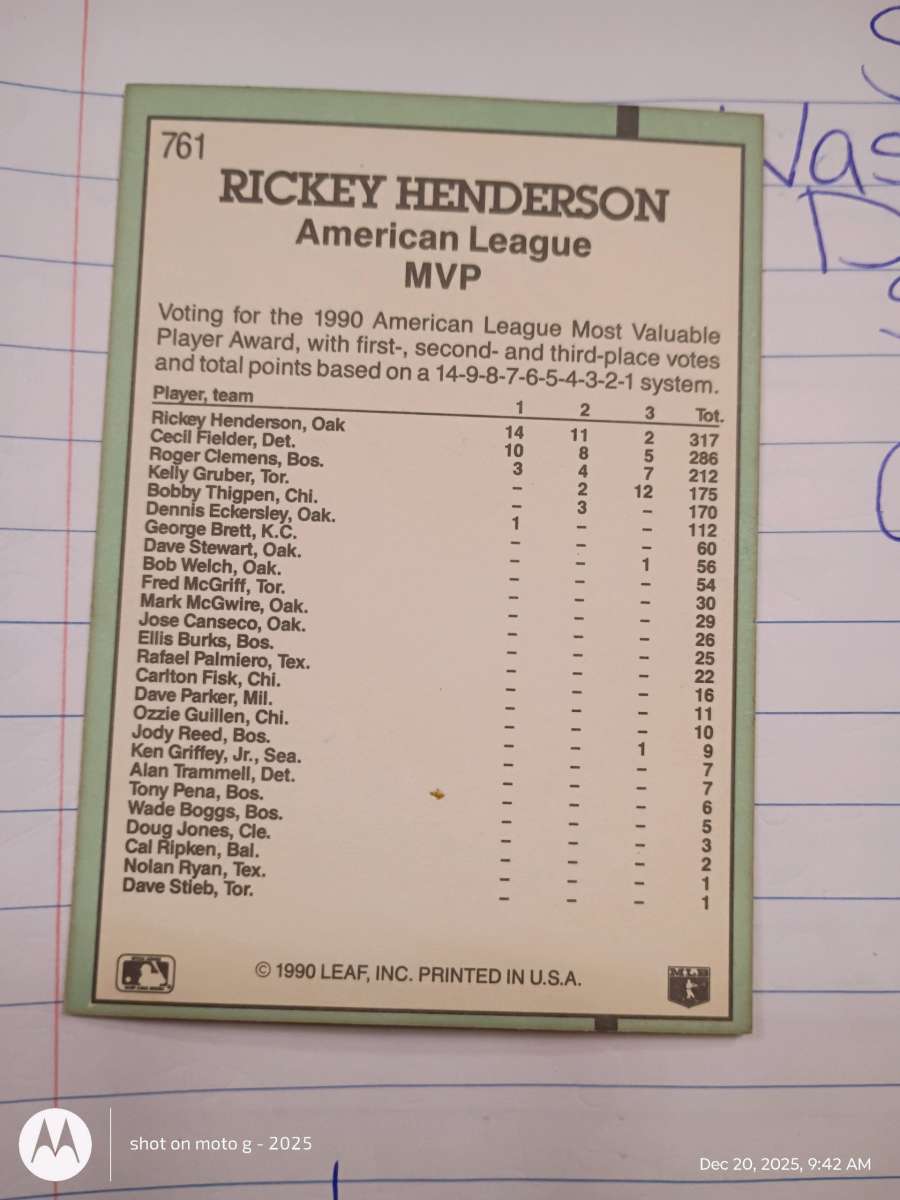 761
RICKEY HENDERSON
American League
MVP
Voting for the 1990 American League Most Valuable
Player Award, with first-, second- and third-place votes
and total points based on a 14-9-8-7-6-5-4-3-2-1 system.
Player, team 1 2 3 Tot.
Rickey Henderson, Oak 14 11 2 317
Cecil Fielder, Det. 10 8 5 286
Roger Clemens, Bos. 3 4 7 212
Kelly Gruber, Tor. – 2 12 175
Bobby Thigpen, Chi. – 3 – 170
Dennis Eckersley, Oak. 1 – – 112
George Brett, K.C. – – – 60
Dave Stewart, Oak. – – 1 56
Bob Welch, Oak. – – – 54
Fred McGriff, Tor. – – – 30
Mark McGwire, Oak. – – – 29
Jose Canseco, Oak. – – – 26
Ellis Burks, Bos. – – – 25
Rafael Palmiero, Tex. – – – 22
Carlton Fisk, Chi. – – – 16
Dave Parker, Mil. – – – 11
Ozzie Guillen, Chi. – – – 10
Jody Reed, Bos. – – 1 9
Ken Griffey, Jr., Sea. – – – 7
Alan Trammell, Det. – – – 7
Tony Pena, Bos. – – – 6
Wade Boggs, Bos. – – – 5
Doug Jones, Cle. – – – 3
Cal Ripken, Bal. – – – 2
Nolan Ryan, Tex. – – – 1
Dave Stieb, Tor. – – – 1
© 1990 LEAF, INC. PRINTED IN U.S.A.
MLB
shot on moto g - 2025
Dec 20, 2025, 9:42 AM